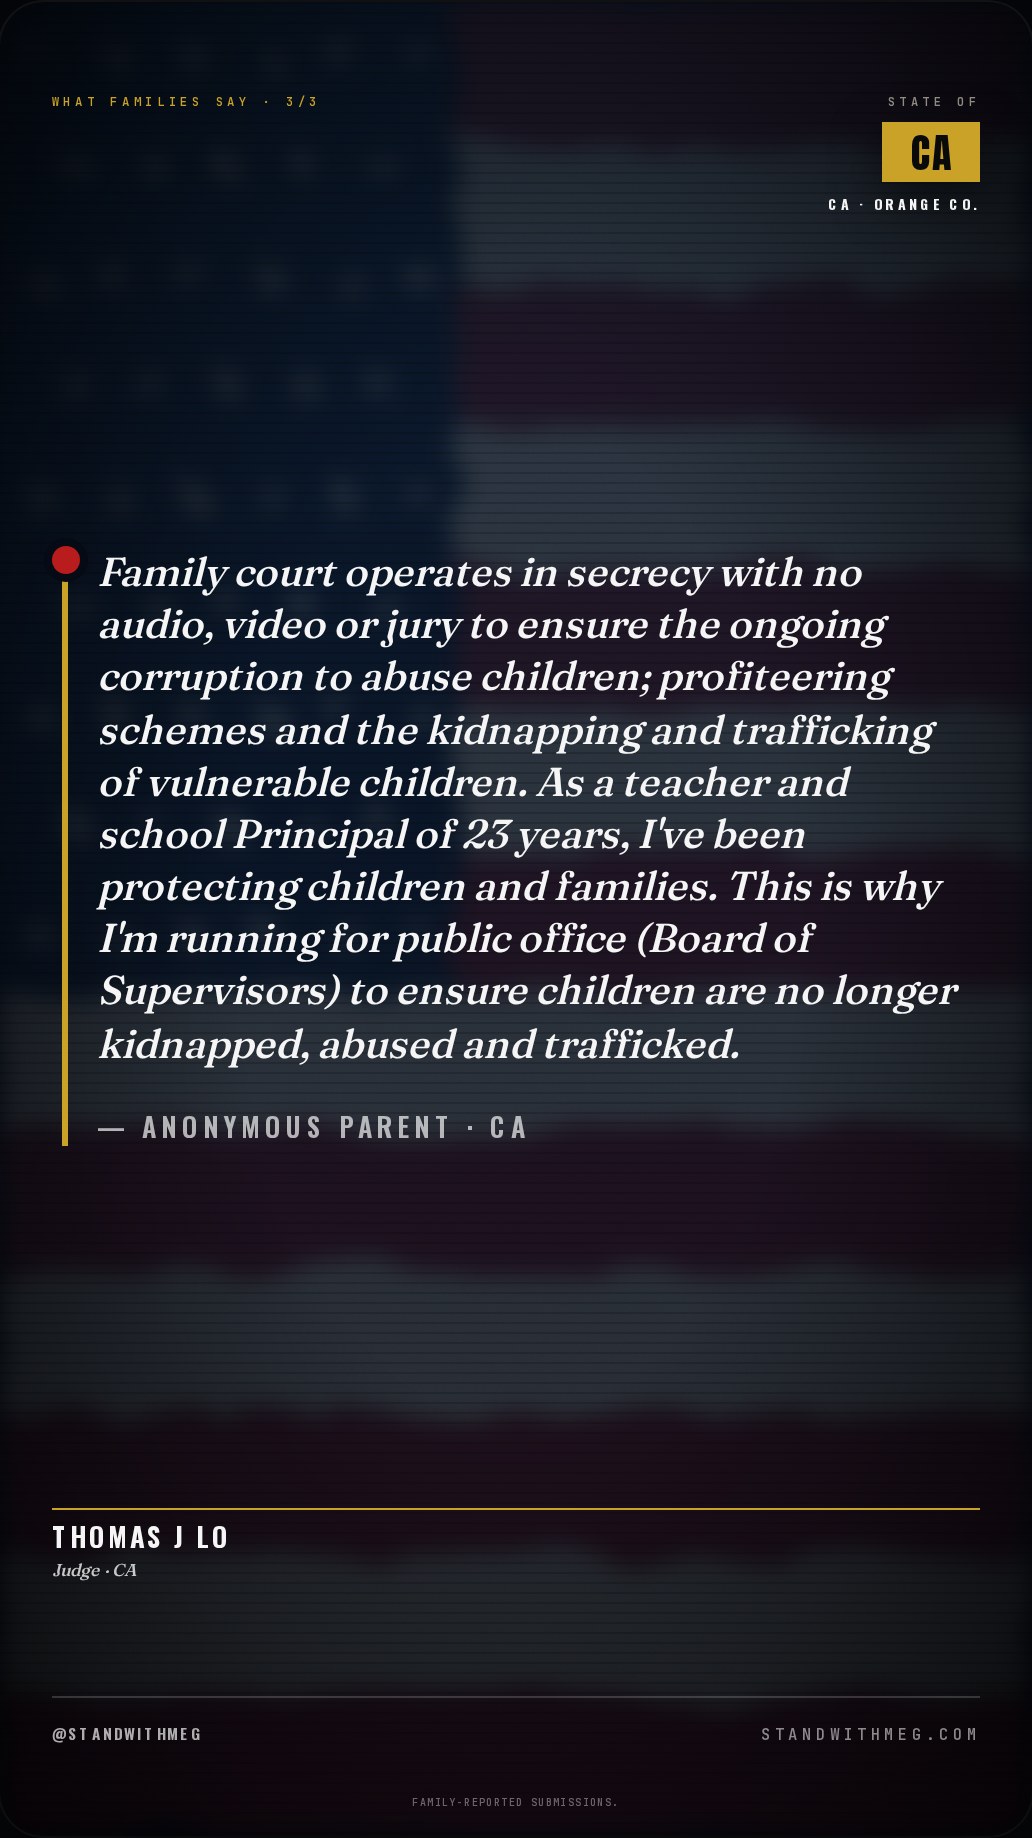 WHAT FAMILIES SAY · 3/3
STATE OF
CA
CA · ORANGE CO.
Family court operates in secrecy with no
audio, video or jury to ensure the ongoing
corruption to abuse children; profiteering
schemes and the kidnapping and trafficking
of vulnerable children. As a teacher and
school Principal of 23 years, I've been
protecting children and families. This is why
I'm running for public office (Board of
Supervisors) to ensure children are no longer
kidnapped, abused and trafficked.
— ANONYMOUS PARENT · CA
THOMAS J LO
Judge · CA
@STANDWITHMEG
STANDWITHMEG.COM
FAMILY-REPORTED SUBMISSIONS.